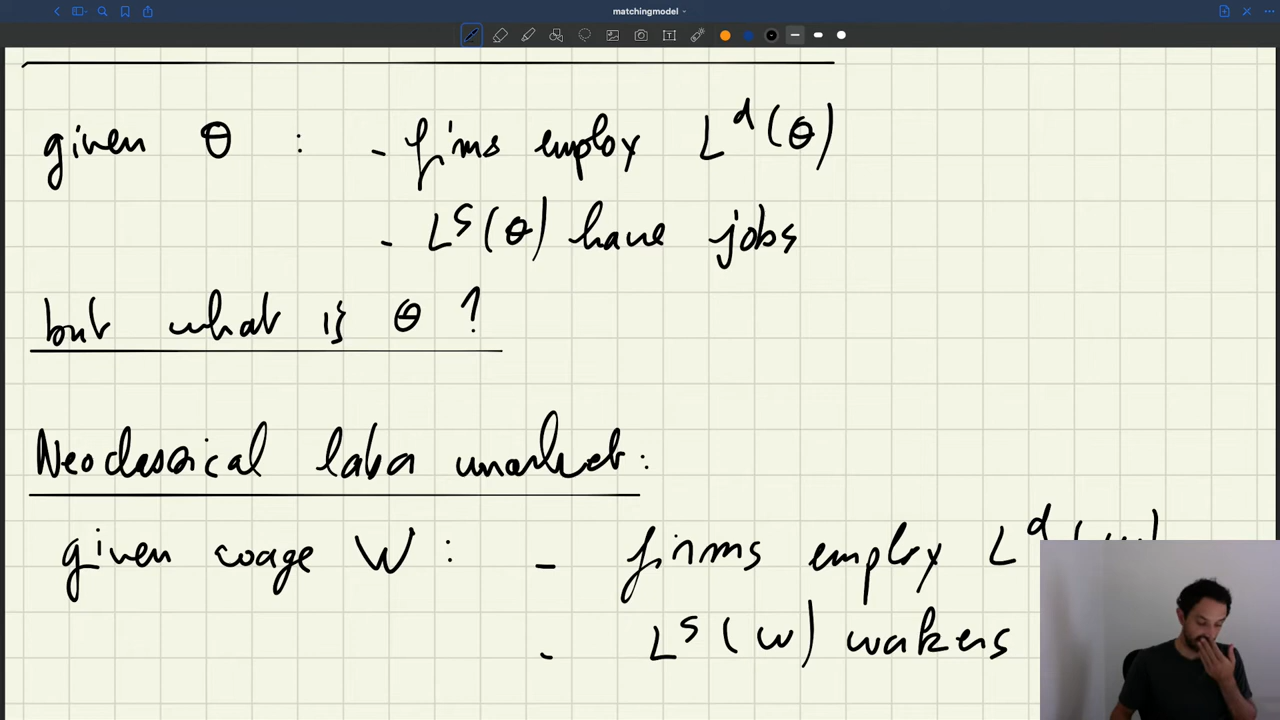 matchingmodel
given θ : - firms employ L^d(θ)
- L^s(θ) have jobs
but what is θ ?
Neoclassical labor market:
given wage W : - firms employ L^d(w)
- L^s(w) workers